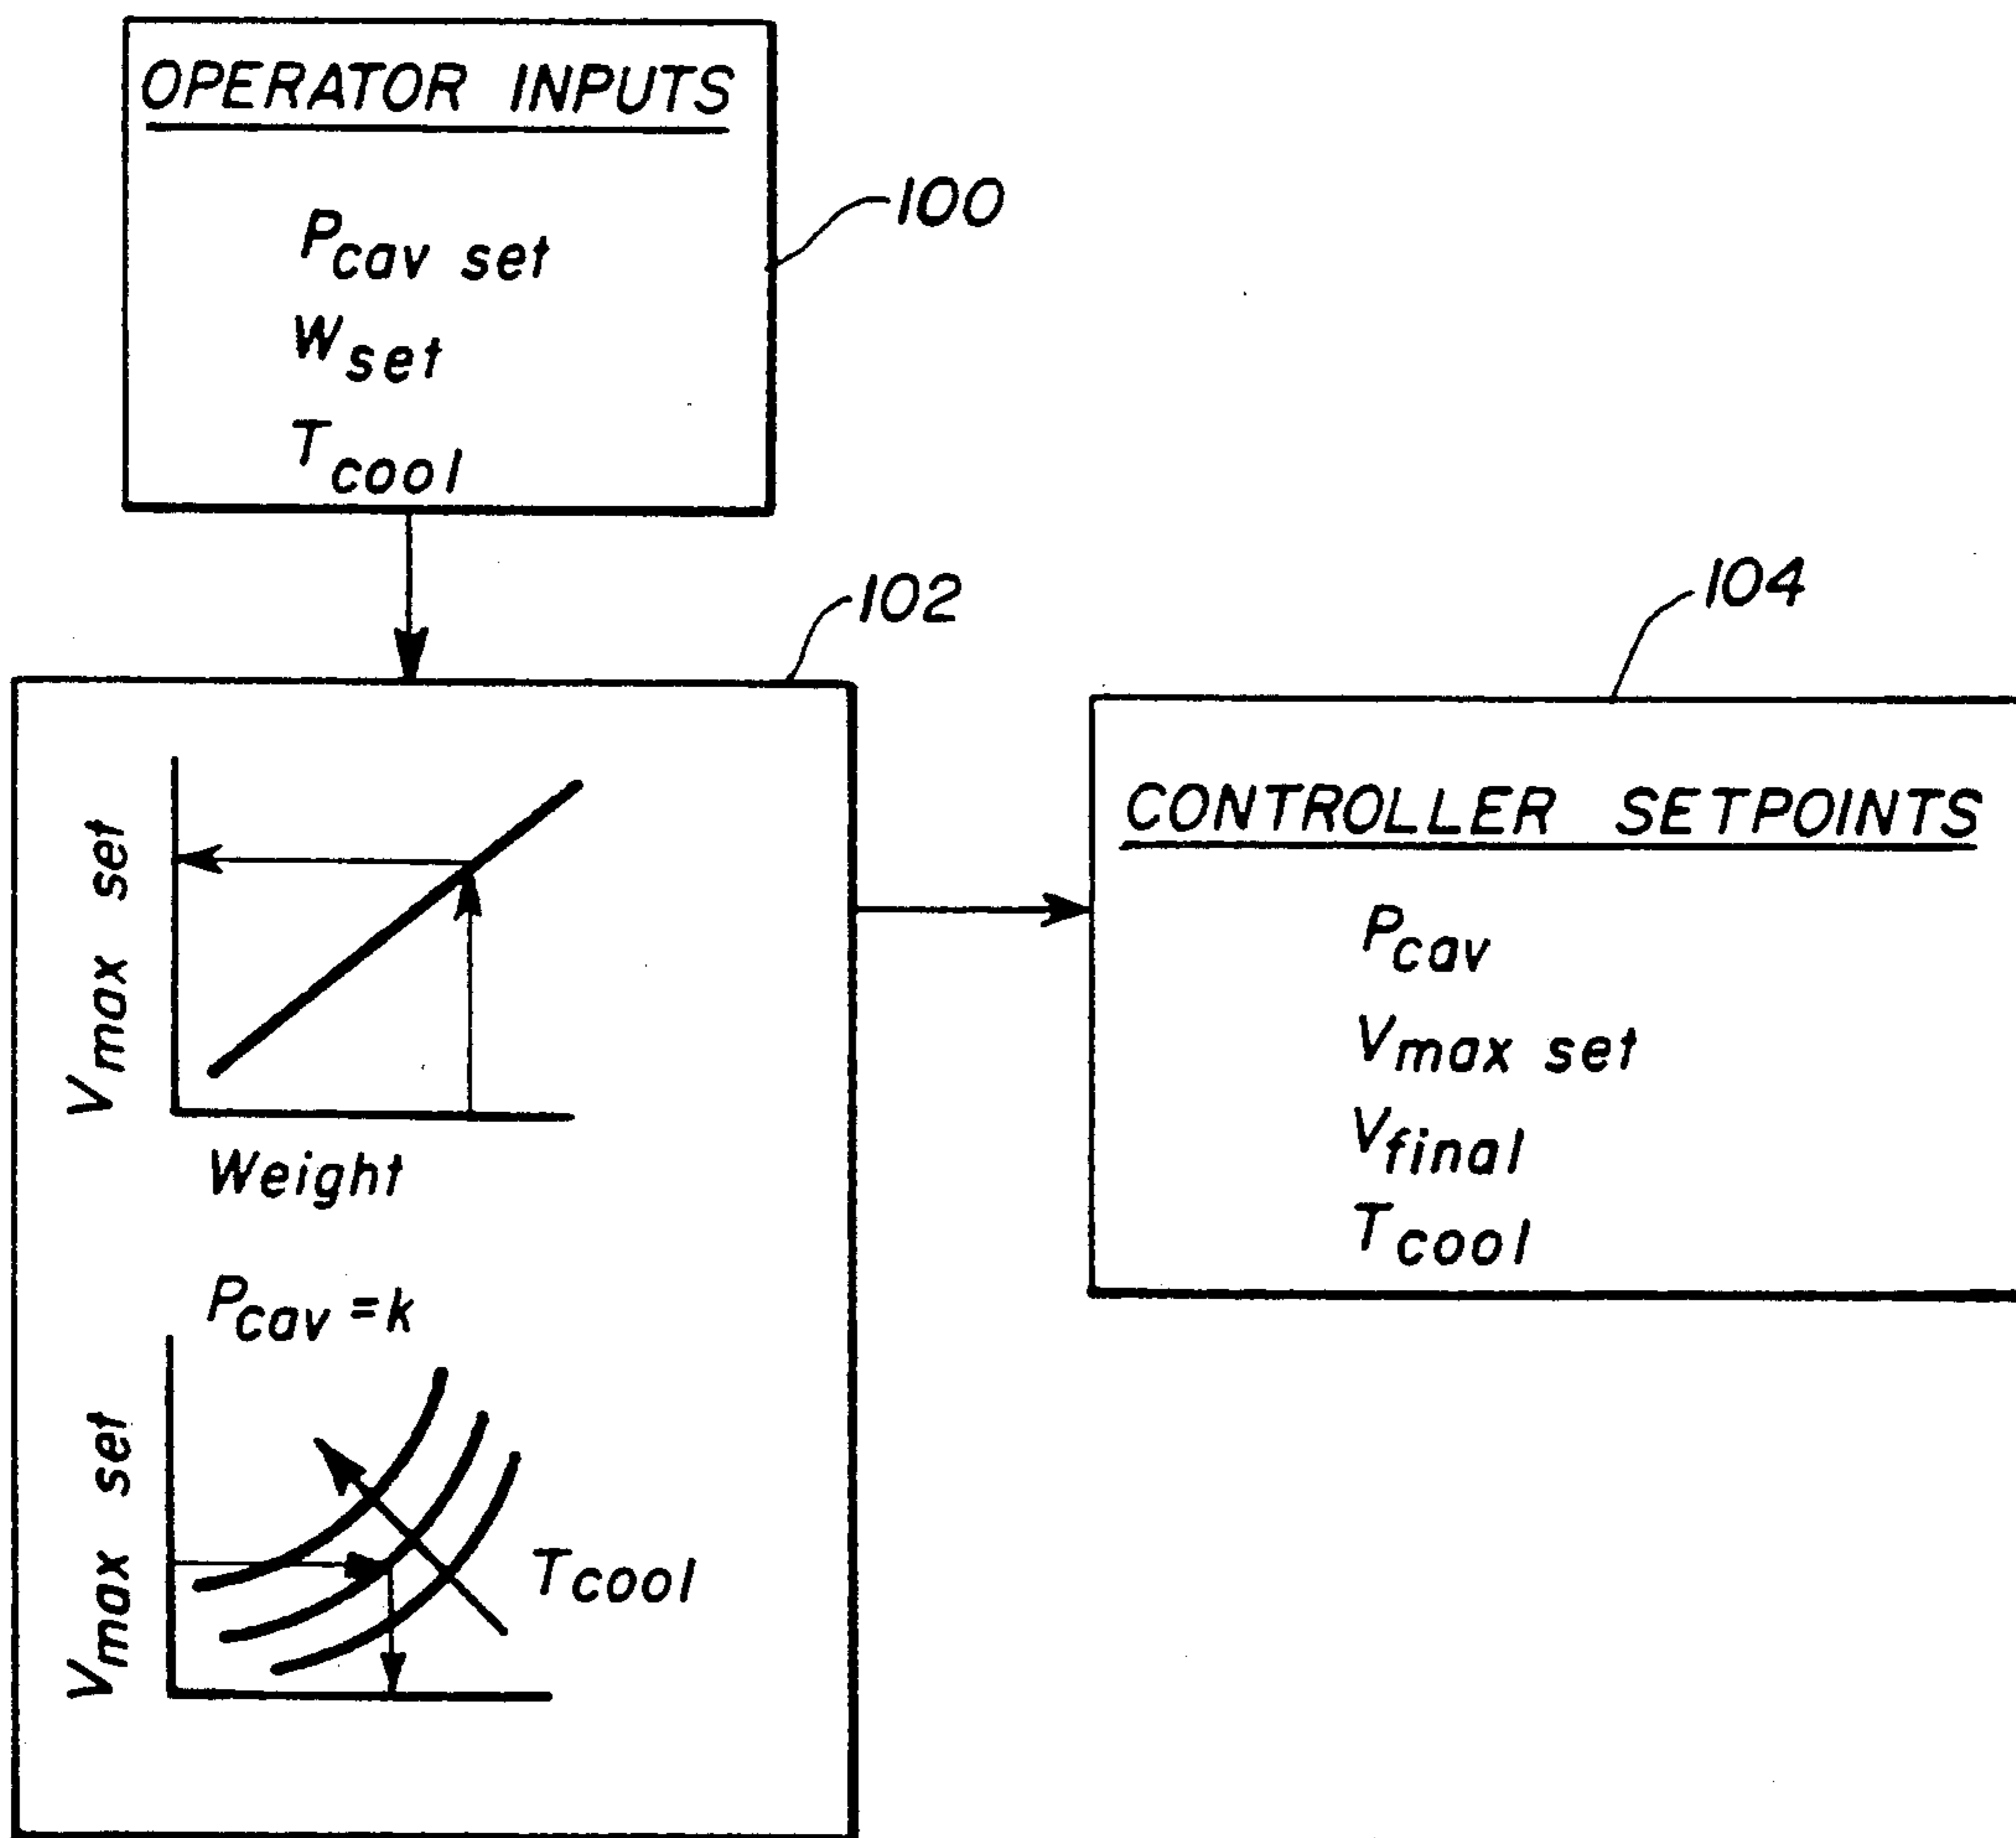 OPERATOR INPUTS
Pcav set
Wset
Tcool
100
102
Vmax set
Weight
Pcav = k
Vmax set
Tcool
104
CONTROLLER SETPOINTS
Pcav
Vmax set
Vfinal
Tcool